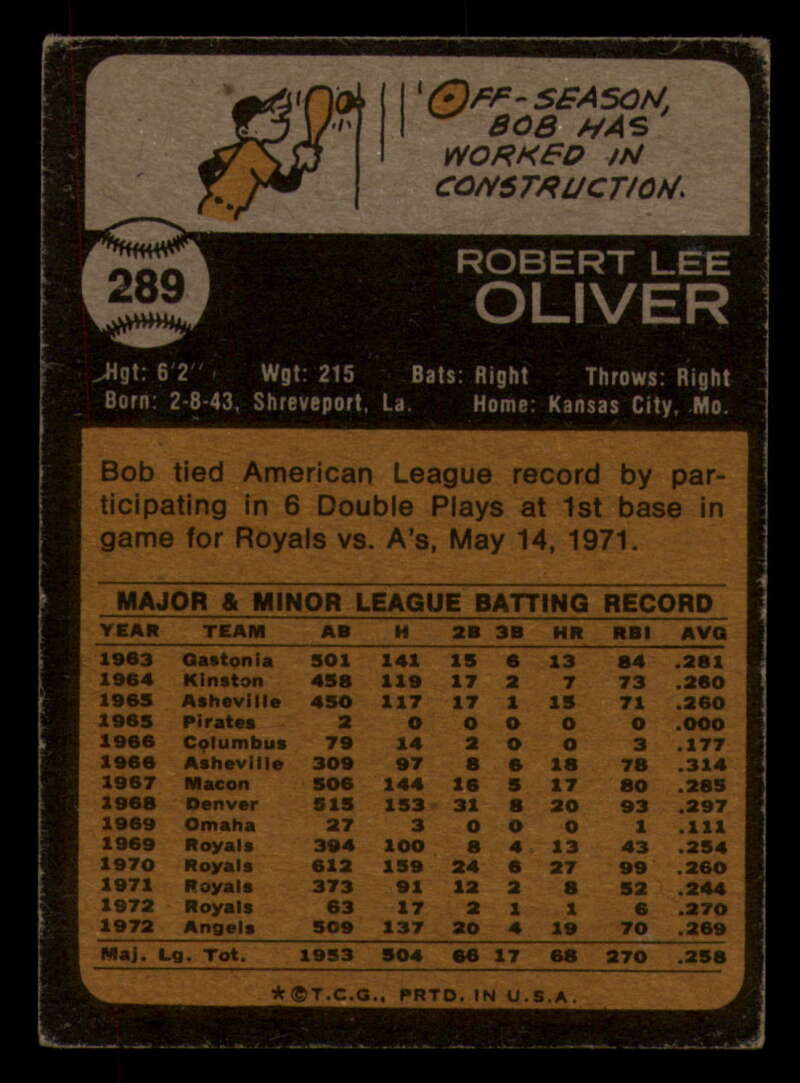 OFF-SEASON,
BOB HAS
WORKED IN
CONSTRUCTION.
289
ROBERT LEE
OLIVER
Hgt: 6'2" Wgt: 215 Bats: Right Throws: Right
Born: 2-8-43, Shreveport, La. Home: Kansas City, Mo.
Bob tied American League record by par-
ticipating in 6 Double Plays at 1st base in
game for Royals vs. A's, May 14, 1971.
MAJOR & MINOR LEAGUE BATTING RECORD
YEAR TEAM AB H 2B 3B HR RBI AVG
1963 Gastonia 501 141 15 6 13 84 .281
1964 Kinston 458 119 17 2 7 73 .260
1965 Asheville 450 117 17 1 15 71 .260
1965 Pirates 2 0 0 0 0 0 .000
1966 Columbus 79 14 2 0 0 3 .177
1966 Asheville 309 97 8 6 18 78 .314
1967 Macon 506 144 16 5 17 80 .285
1968 Denver 515 153 31 8 20 93 .297
1969 Omaha 27 3 0 0 0 1 .111
1969 Royals 394 100 8 4 13 43 .254
1970 Royals 612 159 24 6 27 99 .260
1971 Royals 373 91 12 2 8 52 .244
1972 Royals 63 17 2 1 1 6 .270
1972 Angels 509 137 20 4 19 70 .269
Maj. Lg. Tot. 1953 504 66 17 68 270 .258
*©T.C.G., PRTD. IN U.S.A.